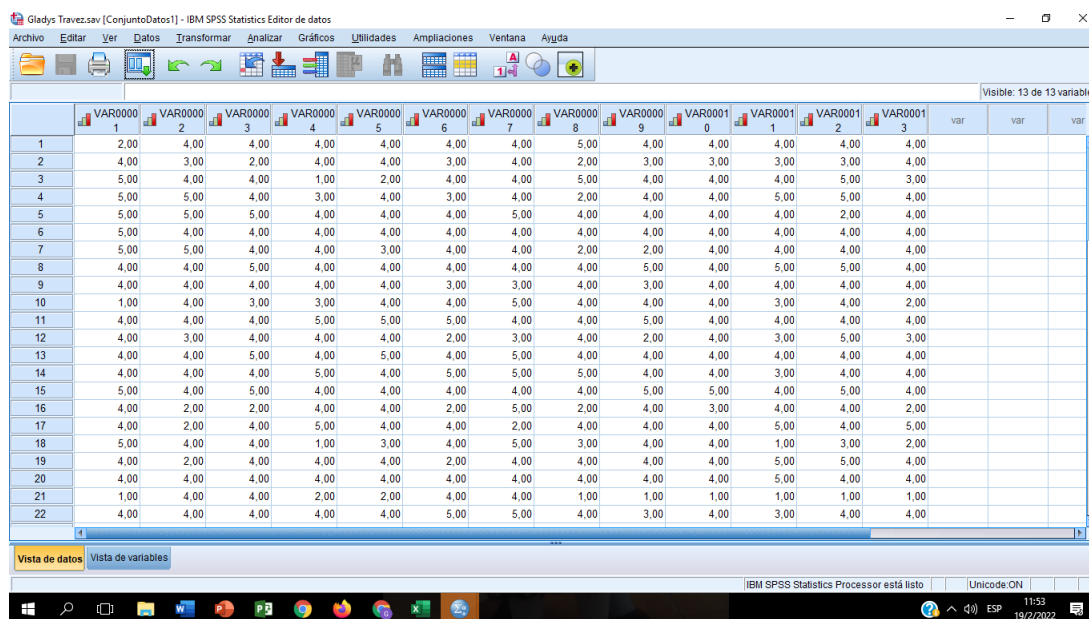 Gladys Travez.sav [ConjuntoDatos1] - IBM SPSS Statistics Editor de datos
Archivo Editar Ver Datos Transformar Analizar Gráficos Utilidades Ampliaciones Ventana Ayuda
Visible: 13 de 13 variable
VAR00001 VAR00002 VAR00003 VAR00004 VAR00005 VAR00006 VAR00007 VAR00008 VAR00009 VAR00010 VAR00011 VAR00012 VAR00013 var var var
1 2,00 4,00 4,00 4,00 4,00 4,00 4,00 5,00 4,00 4,00 4,00 4,00 4,00
2 4,00 3,00 2,00 4,00 4,00 3,00 4,00 2,00 3,00 3,00 3,00 3,00 4,00
3 5,00 4,00 4,00 1,00 2,00 4,00 4,00 5,00 4,00 4,00 4,00 5,00 3,00
4 5,00 5,00 4,00 3,00 4,00 3,00 4,00 2,00 4,00 4,00 5,00 5,00 4,00
5 5,00 5,00 5,00 4,00 4,00 4,00 5,00 4,00 4,00 4,00 4,00 2,00 4,00
6 5,00 4,00 4,00 4,00 4,00 4,00 4,00 4,00 4,00 4,00 4,00 4,00 4,00
7 5,00 5,00 4,00 4,00 3,00 4,00 4,00 2,00 2,00 4,00 4,00 4,00 4,00
8 4,00 4,00 5,00 4,00 4,00 4,00 4,00 4,00 5,00 4,00 5,00 5,00 4,00
9 4,00 4,00 4,00 4,00 4,00 3,00 3,00 4,00 3,00 4,00 4,00 4,00 4,00
10 1,00 4,00 3,00 3,00 4,00 4,00 5,00 4,00 4,00 4,00 3,00 4,00 2,00
11 4,00 4,00 4,00 5,00 5,00 5,00 4,00 4,00 5,00 4,00 4,00 4,00 4,00
12 4,00 3,00 4,00 4,00 4,00 2,00 3,00 4,00 2,00 4,00 3,00 5,00 3,00
13 4,00 4,00 5,00 5,00 5,00 4,00 5,00 4,00 4,00 4,00 4,00 4,00 4,00
14 4,00 4,00 4,00 5,00 4,00 5,00 5,00 5,00 4,00 4,00 3,00 4,00 4,00
15 5,00 4,00 5,00 4,00 4,00 4,00 4,00 4,00 5,00 5,00 4,00 5,00 4,00
16 4,00 2,00 2,00 4,00 4,00 2,00 5,00 2,00 4,00 3,00 4,00 4,00 2,00
17 4,00 2,00 4,00 5,00 4,00 4,00 2,00 4,00 4,00 4,00 5,00 4,00 5,00
18 5,00 4,00 4,00 1,00 3,00 4,00 5,00 3,00 4,00 4,00 1,00 3,00 2,00
19 4,00 2,00 4,00 4,00 4,00 2,00 4,00 4,00 4,00 4,00 5,00 5,00 4,00
20 4,00 4,00 4,00 4,00 4,00 4,00 4,00 4,00 4,00 4,00 5,00 4,00 4,00
21 1,00 4,00 4,00 2,00 2,00 4,00 4,00 1,00 1,00 1,00 1,00 1,00 1,00
22 4,00 4,00 4,00 4,00 4,00 5,00 5,00 4,00 3,00 4,00 3,00 4,00 4,00
Vista de datos Vista de variables
IBM SPSS Statistics Processor está listo Unicode:ON
ESP 11:53
19/2/2022